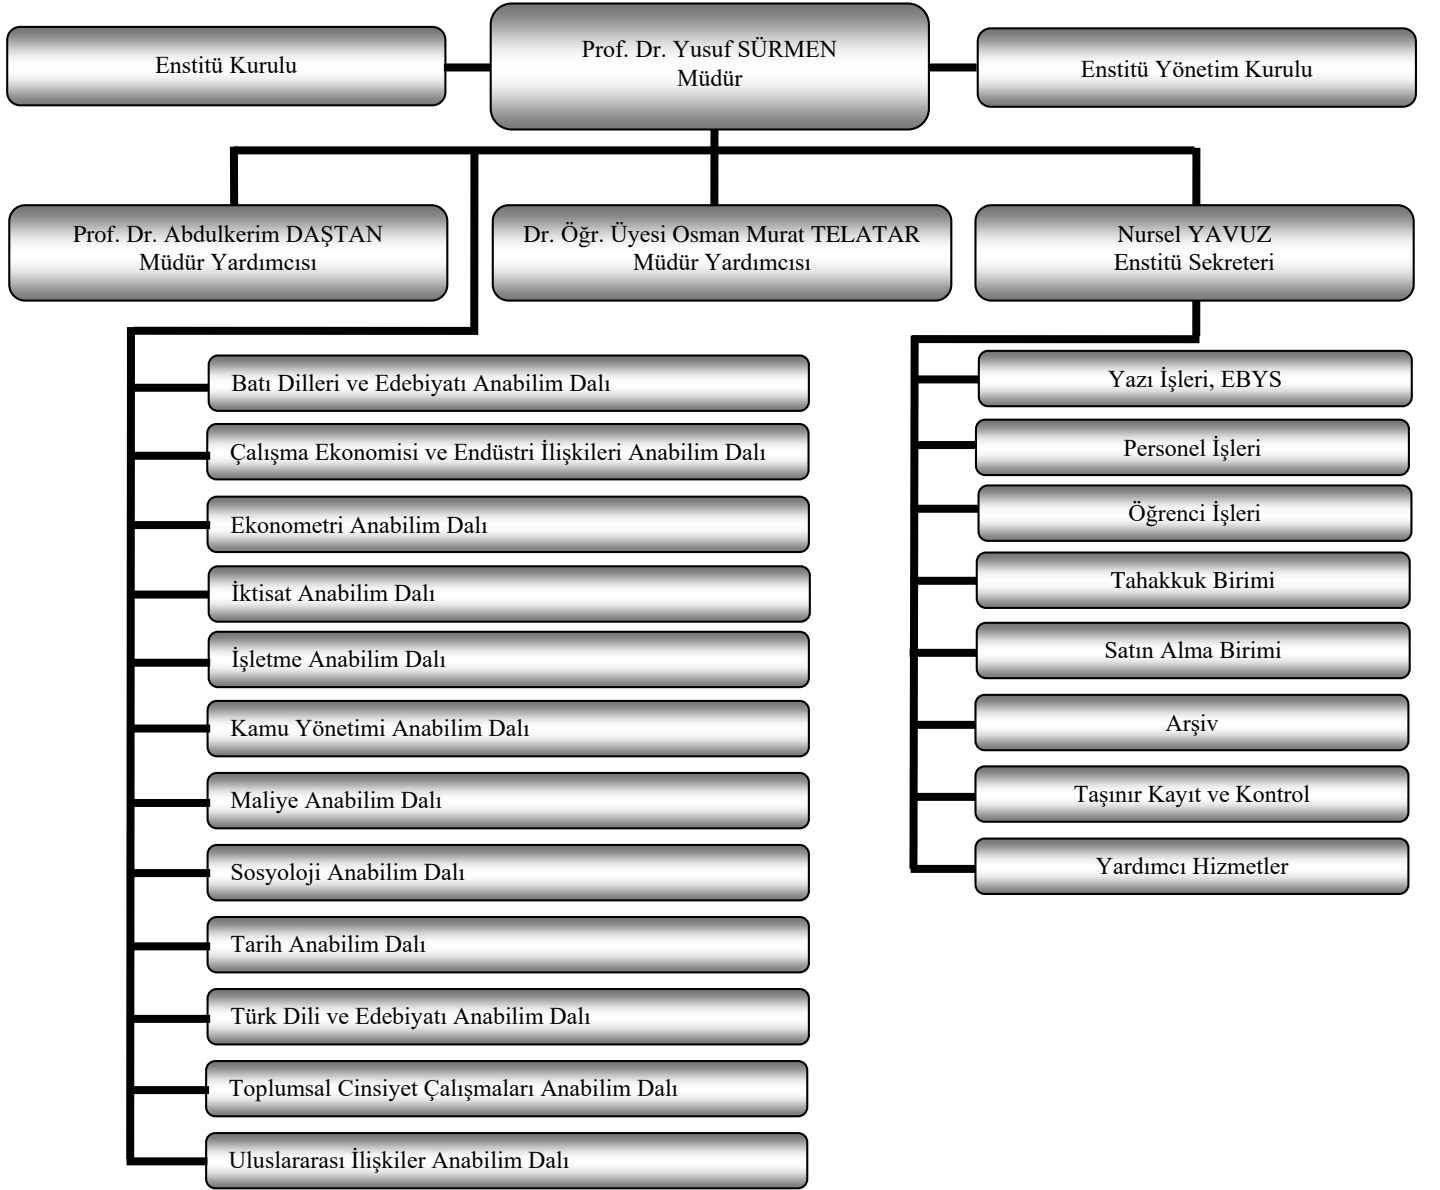 Enstitü Kurulu
Prof. Dr. Yusuf SÜRMEN
Müdür
Enstitü Yönetim Kurulu
Prof. Dr. Abdulkerim DAŞTAN
Müdür Yardımcısı
Dr. Öğr. Üyesi Osman Murat TELATAR
Müdür Yardımcısı
Nursel YAVUZ
Enstitü Sekreteri
Batı Dilleri ve Edebiyatı Anabilim Dalı
Çalışma Ekonomisi ve Endüstri İlişkileri Anabilim Dalı
Ekonometri Anabilim Dalı
İktisat Anabilim Dalı
İşletme Anabilim Dalı
Kamu Yönetimi Anabilim Dalı
Maliye Anabilim Dalı
Sosyoloji Anabilim Dalı
Tarih Anabilim Dalı
Türk Dili ve Edebiyatı Anabilim Dalı
Toplumsal Cinsiyet Çalışmaları Anabilim Dalı
Uluslararası İlişkiler Anabilim Dalı
Yazı İşleri, EBYS
Personel İşleri
Öğrenci İşleri
Tahakkuk Birimi
Satın Alma Birimi
Arşiv
Taşınır Kayıt ve Kontrol
Yardımcı Hizmetler